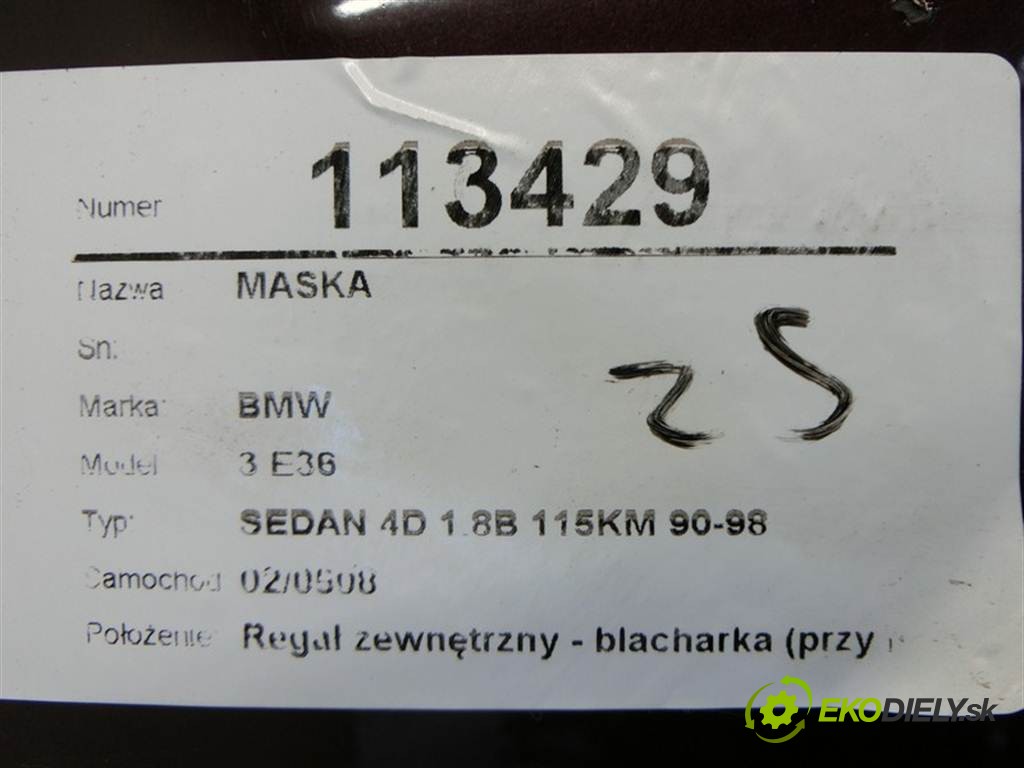 Numer 113429
Nazwa MASKA
Sn:
Marka: BMW
Model 3 E36
Typ: SEDAN 4D 1.8B 115KM 90-98
Samochód 02/0508
Położenie Regał zewnętrzny - blacharka (przy
25
EKODIELY.sk